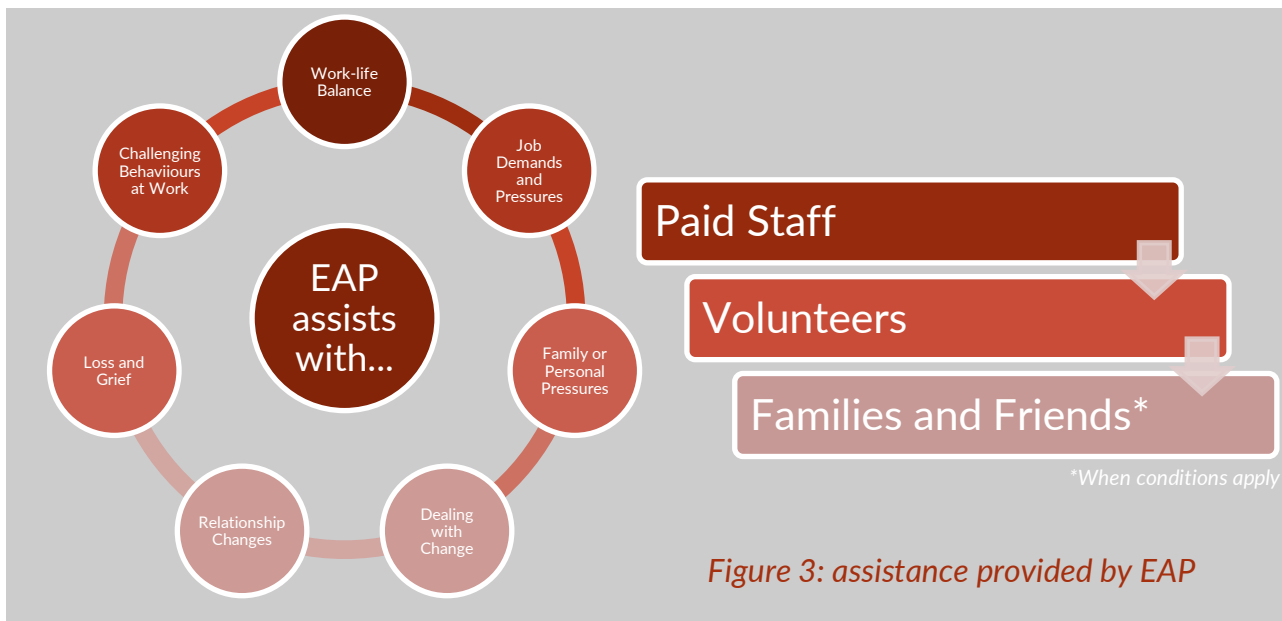 Work-life
Balance
Job
Demands
and
Pressures
Family or
Personal
Pressures
Dealing
with
Change
Relationship
Changes
Loss and
Grief
Challenging
Behaviiours
at Work
EAP
assists
with...
Paid Staff
Volunteers
Families and Friends*
*When conditions apply
Figure 3: assistance provided by EAP